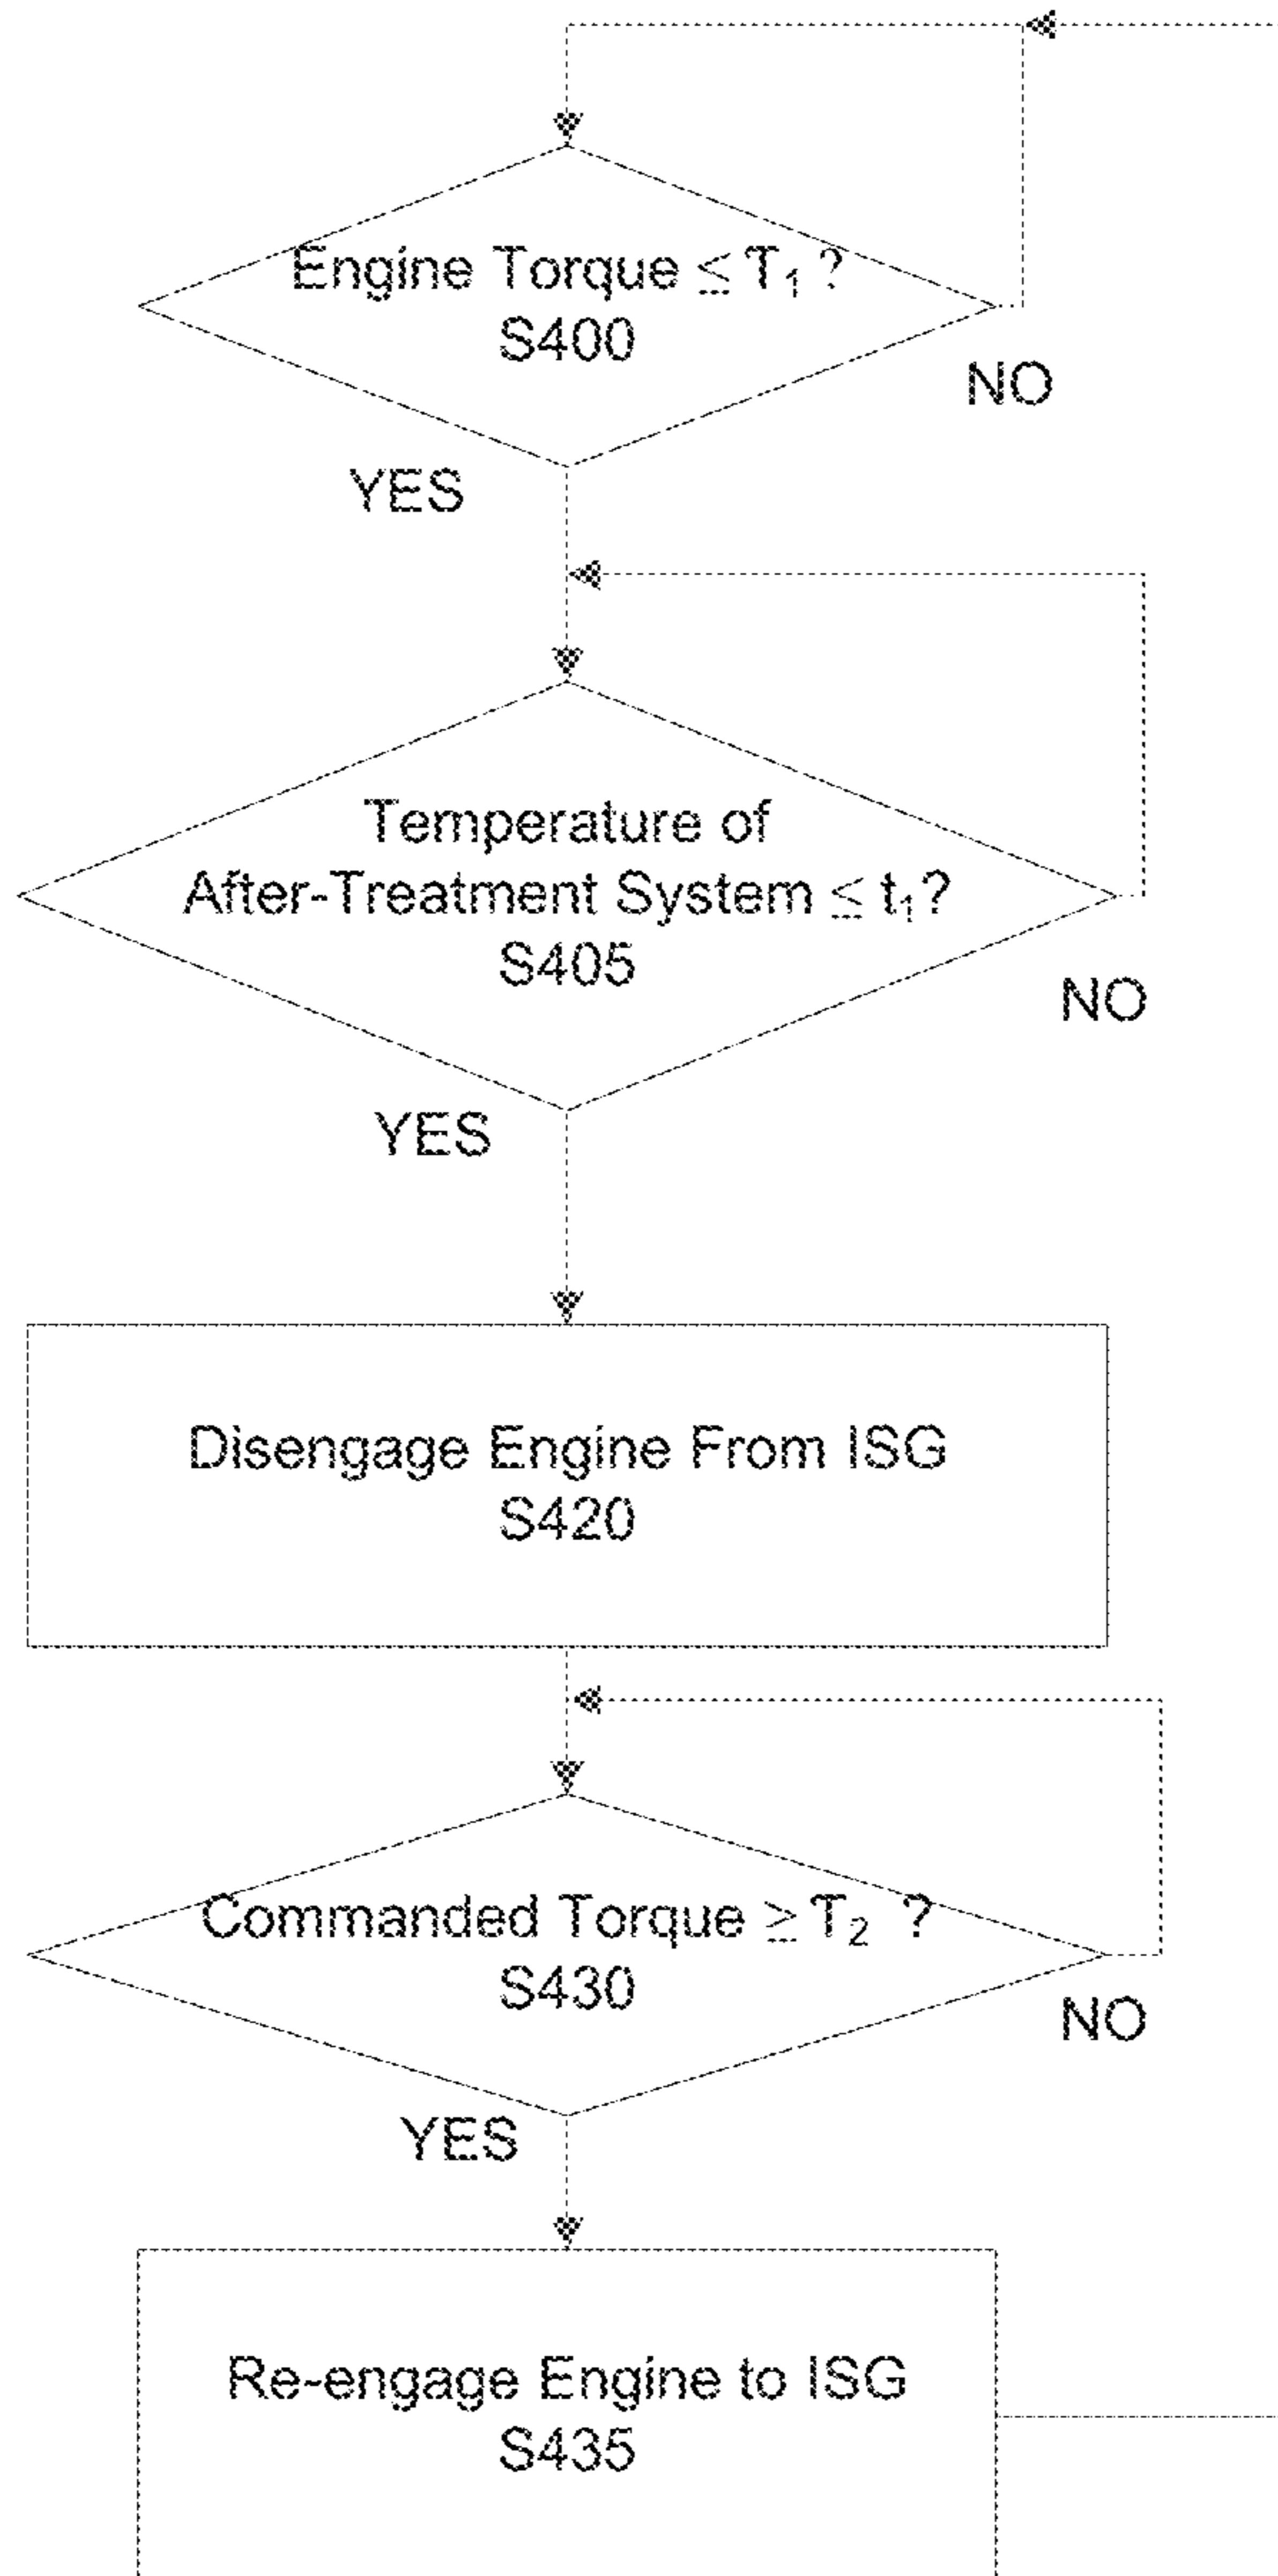 Engine Torque ≤ T₁ ?
S400
NO
YES
Temperature of
After-Treatment System ≤ t₁?
S405
NO
YES
Disengage Engine From ISG
S420
Commanded Torque ≥ T₂ ?
S430
NO
YES
Re-engage Engine to ISG
S435